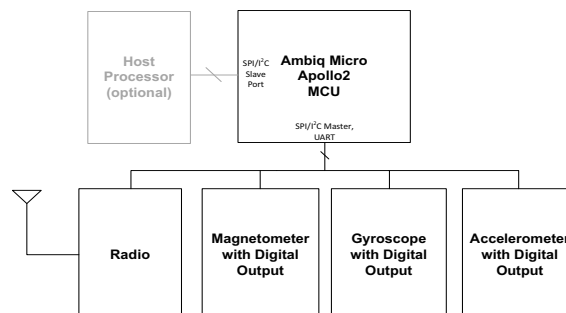 Host
Processor
(optional)
SPI/I²C
Slave
Port
Ambiq Micro
Apollo2
MCU
SPI/I²C Master,
UART
Radio
Magnetometer
with Digital
Output
Gyroscope
with Digital
Output
Accelerometer
with Digital
Output